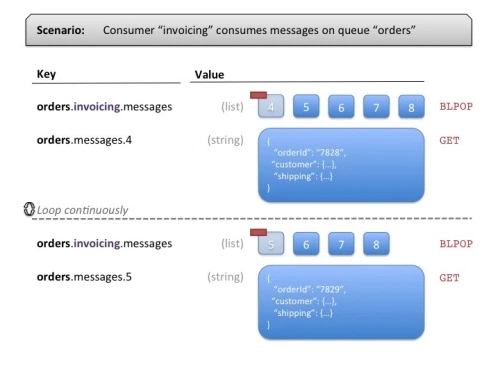 Scenario: Consumer “invoicing” consumes messages on queue “orders”
Key Value
orders.invoicing.messages (list) 4 5 6 7 8 BLPOP
orders.messages.4 (string) GET
{
“orderId”: “7828”,
“customer”: {…},
“shipping”: {…}
}
Loop continuously
orders.invoicing.messages (list) 5 6 7 8 BLPOP
orders.messages.5 (string) GET
{
“orderId”: “7829”,
“customer”: {…},
“shipping”: {…}
}